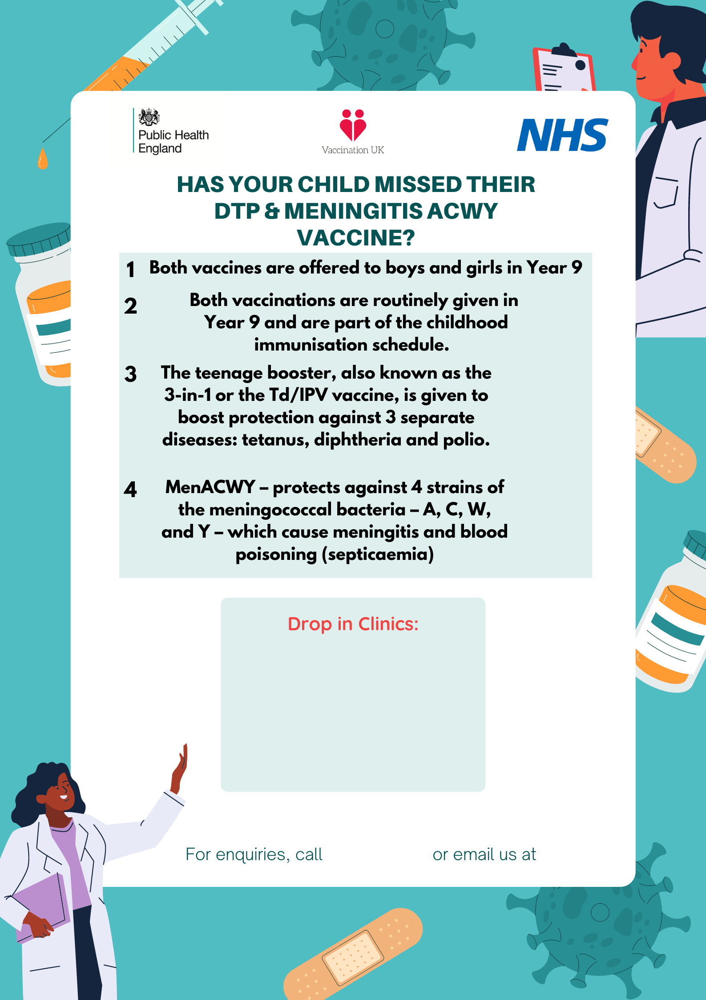 Public Health
England
Vaccination UK
NHS
HAS YOUR CHILD MISSED THEIR
DTP & MENINGITIS ACWY
VACCINE?
1 Both vaccines are offered to boys and girls in Year 9
2 Both vaccinations are routinely given in
Year 9 and are part of the childhood
immunisation schedule.
3 The teenage booster, also known as the
3-in-1 or the Td/IPV vaccine, is given to
boost protection against 3 separate
diseases: tetanus, diphtheria and polio.
4 MenACWY – protects against 4 strains of
the meningococcal bacteria – A, C, W,
and Y – which cause meningitis and blood
poisoning (septicaemia)
Drop in Clinics:
For enquiries, call or email us at